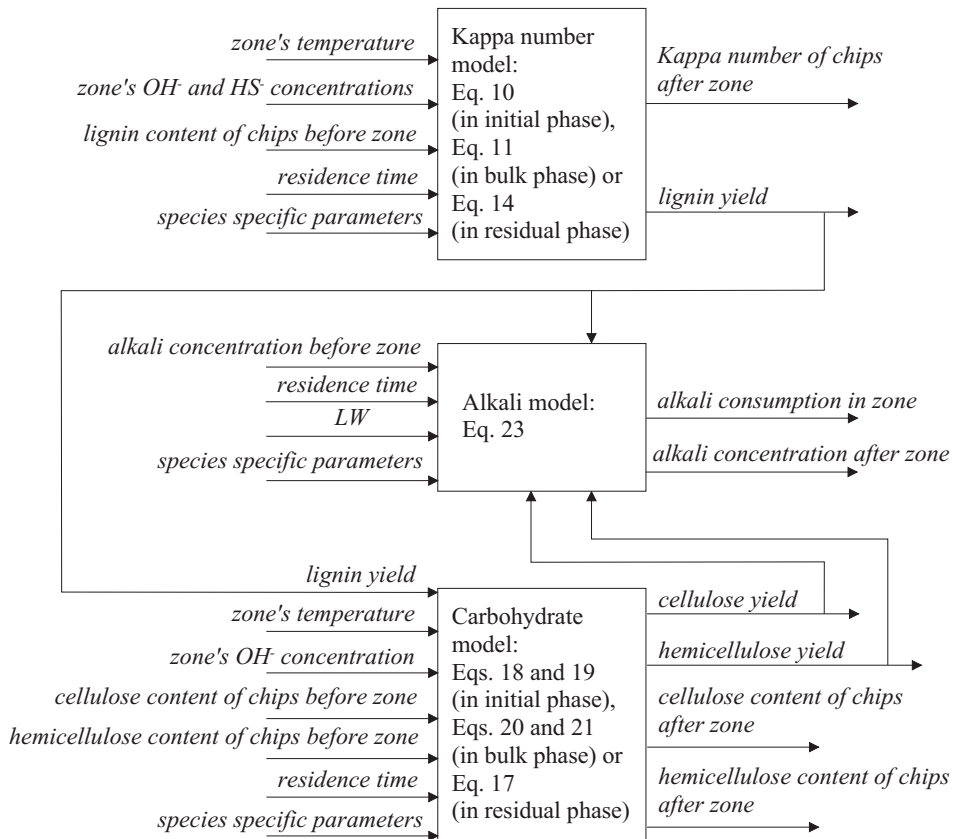 zone's temperature
zone's OH- and HS- concentrations
lignin content of chips before zone
residence time
species specific parameters
Kappa number
model:
Eq. 10
(in initial phase),
Eq. 11
(in bulk phase) or
Eq. 14
(in residual phase)
Kappa number of chips
after zone
lignin yield
alkali concentration before zone
residence time
LW
species specific parameters
Alkali model:
Eq. 23
alkali consumption in zone
alkali concentration after zone
lignin yield
zone's temperature
zone's OH- concentration
cellulose content of chips before zone
hemicellulose content of chips before zone
residence time
species specific parameters
Carbohydrate
model:
Eqs. 18 and 19
(in initial phase),
Eqs. 20 and 21
(in bulk phase) or
Eq. 17
(in residual phase)
cellulose yield
hemicellulose yield
cellulose content of chips
after zone
hemicellulose content of chips
after zone